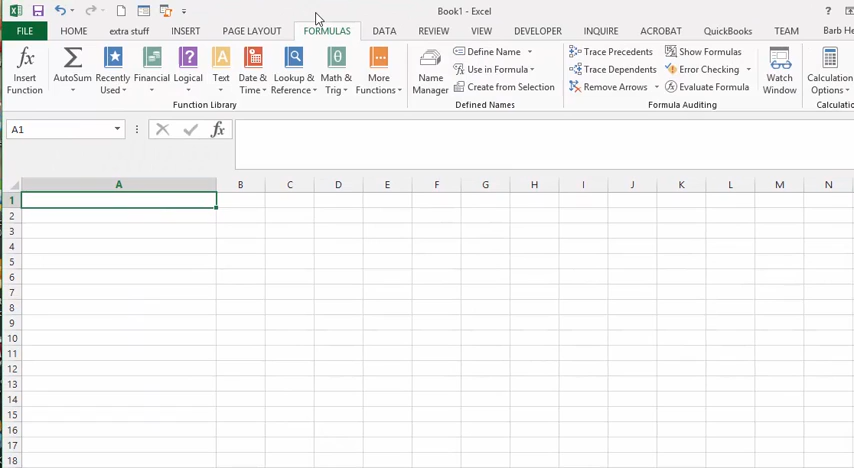 Book1 - Excel ?
FILE HOME extra stuff INSERT PAGE LAYOUT FORMULAS DATA REVIEW VIEW DEVELOPER INQUIRE ACROBAT QuickBooks TEAM Barb He
fx Σ ? A θ Define Name Trace Precedents Show Formulas
Insert AutoSum Recently Financial Logical Text Date & Lookup & Math & More Name Use in Formula Trace Dependents Error Checking Watch Calculation
Function Used Time Reference Trig Functions Manager Create from Selection Remove Arrows Evaluate Formula Window Options
Function Library Defined Names Formula Auditing Calculatio
A1 fx
A B C D E F G H I J K L M N
1
2
3
4
5
6
7
8
9
10
11
12
13
14
15
16
17
18